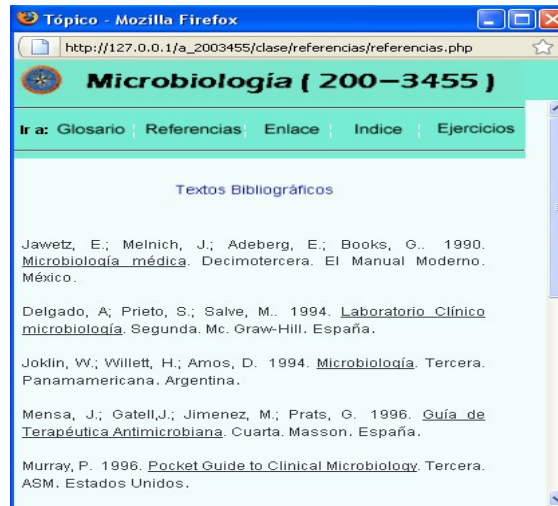 Tópico - Mozilla Firefox
http://127.0.0.1/a_2003455/clase/referencias/referencias.php
Microbiología ( 200-3455 )
Ir a: Glosario Referencias Enlace Indice Ejercicios
Textos Bibliográficos
Jawetz, E.; Melnich, J.; Adeberg, E.; Books, G.. 1990.
Microbiología médica. Decimotercera. El Manual Moderno.
México.
Delgado, A; Prieto, S.; Salve, M.. 1994. Laboratorio Clínico
microbiología. Segunda. Mc. Graw-Hill. España.
Joklin, W.; Willett, H.; Amos, D. 1994. Microbiología. Tercera.
Panamamericana. Argentina.
Mensa, J.; Gatell,J.; Jimenez, M.; Prats, G. 1996. Guía de
Terapéutica Antimicrobiana. Cuarta. Masson. España.
Murray, P. 1996. Pocket Guide to Clinical Microbiology. Tercera.
ASM. Estados Unidos.